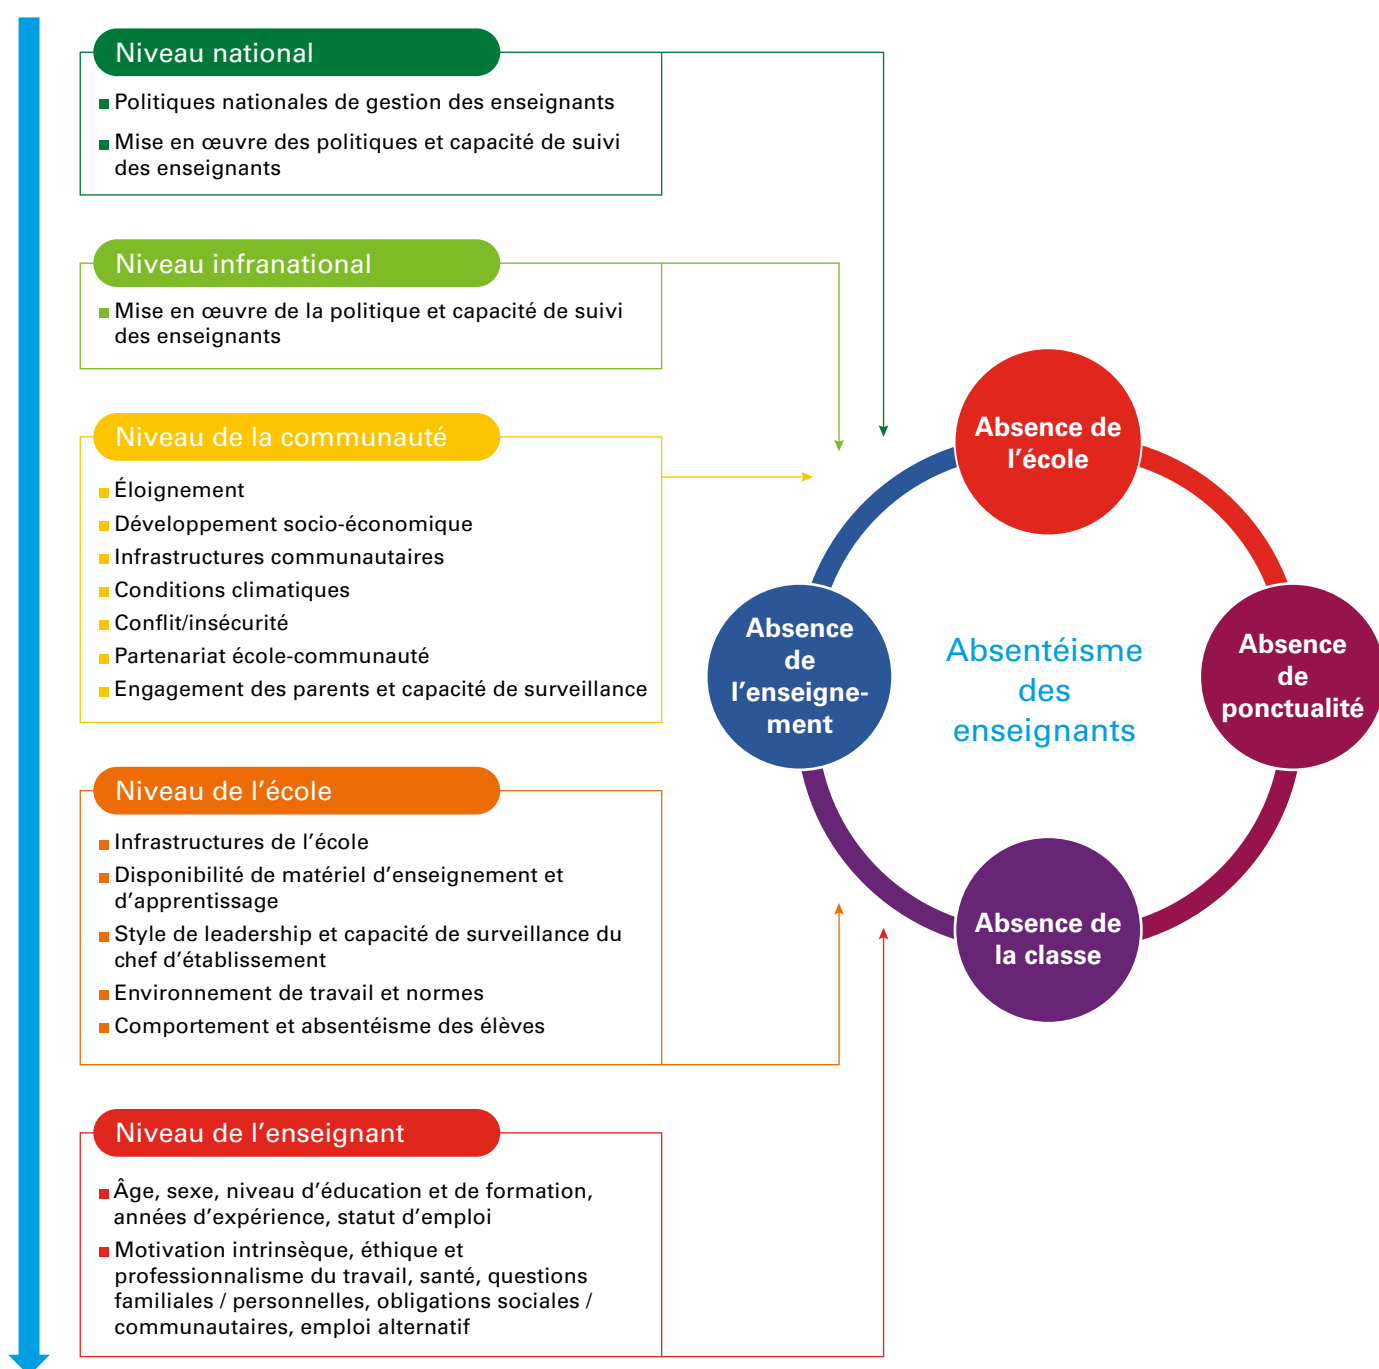 Niveau national
Politiques nationales de gestion des enseignants
Mise en œuvre des politiques et capacité de suivi
des enseignants
Niveau infranational
Mise en œuvre de la politique et capacité de suivi
des enseignants
Niveau de la communauté
Éloignement
Développement socio-économique
Infrastructures communautaires
Conditions climatiques
Conflit/insécurité
Partenariat école-communauté
Engagement des parents et capacité de surveillance
Niveau de l'école
Infrastructures de l'école
Disponibilité de matériel d'enseignement et
d'apprentissage
Style de leadership et capacité de surveillance du
chef d'établissement
Environnement de travail et normes
Comportement et absentéisme des élèves
Niveau de l'enseignant
Âge, sexe, niveau d'éducation et de formation,
années d'expérience, statut d'emploi
Motivation intrinsèque, éthique et
professionnalisme du travail, santé, questions
familiales / personnelles, obligations sociales /
communautaires, emploi alternatif
Absence de
l'école
Absence
de
l'enseigne-
ment
Absentéisme
des
enseignants
Absence
de
ponctualité
Absence de
la classe